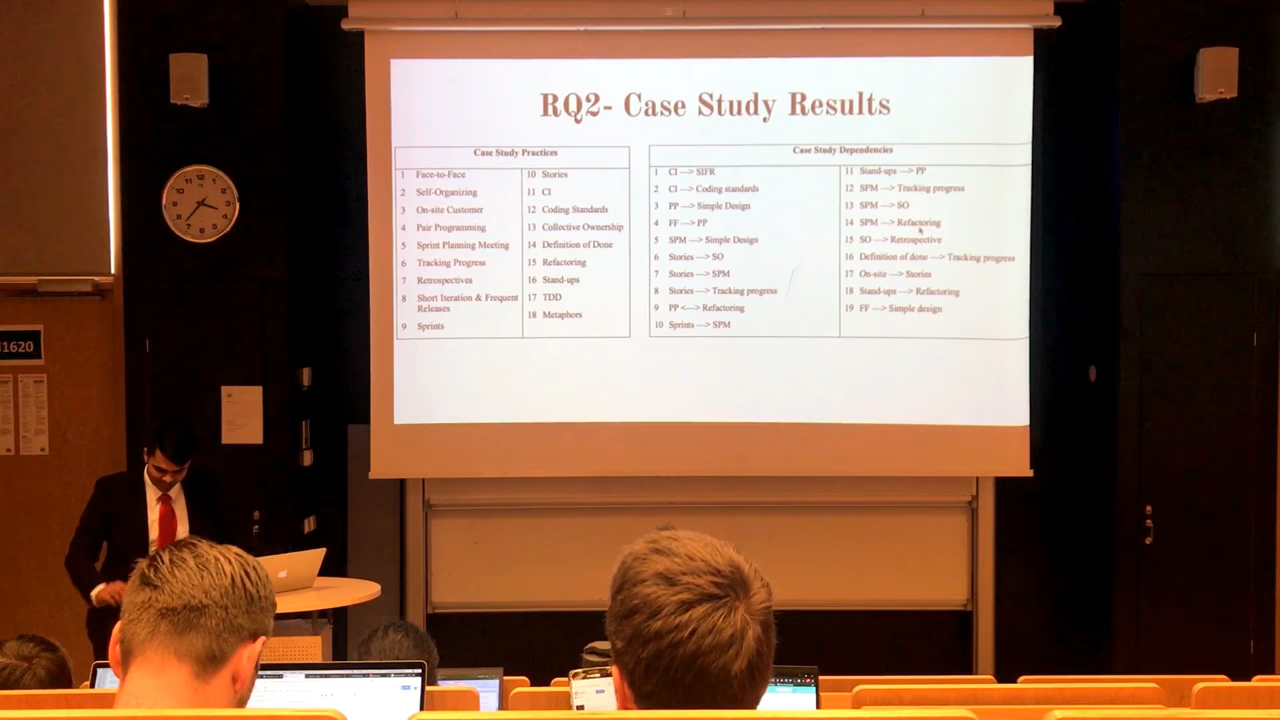 RQ2- Case Study Results
Case Study Practices
1 Face-to-Face
2 Self-Organizing
3 On-site Customer
4 Pair Programming
5 Sprint Planning Meeting
6 Tracking Progress
7 Retrospectives
8 Short Iteration & Frequent
Releases
9 Sprints
10 Stories
11 CI
12 Coding Standards
13 Collective Ownership
14 Definition of Done
15 Refactoring
16 Stand-ups
17 TDD
18 Metaphors
Case Study Dependencies
1 CI ---> SIFR
2 CI ---> Coding standards
3 PP ---> Simple Design
4 FF ---> PP
5 SPM ---> Simple Design
6 Stories ---> SO
7 Stories ---> SPM
8 Stories ---> Tracking progress
9 PP <---> Refactoring
10 Sprints ---> SPM
11 Stand-ups ---> PP
12 SPM ---> Tracking progress
13 SPM ---> SO
14 SPM ---> Refactoring
15 SO ---> Retrospective
16 Definition of done ---> Tracking progress
17 On-site ---> Stories
18 Stand-ups ---> Refactoring
19 FF ---> Simple design
1620